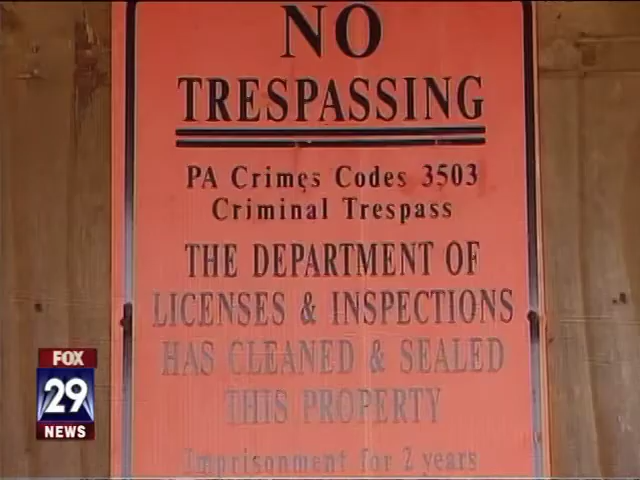 NO
TRESPASSING
PA Crimes Codes 3503
Criminal Trespass
THE DEPARTMENT OF
LICENSES & INSPECTIONS
HAS CLEANED & SEALED
THIS PROPERTY
Imprisonment for 2 years
FOX
29
NEWS